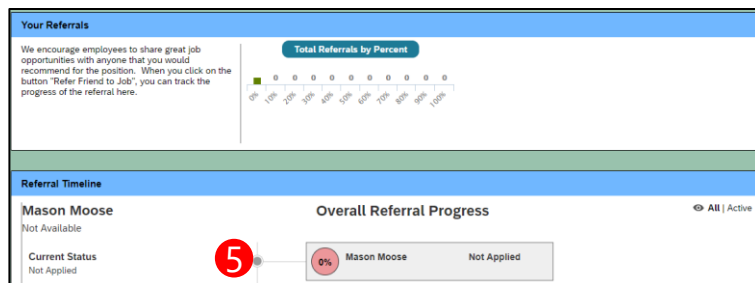 Your Referrals
We encourage employees to share great job
opportunities with anyone that you would
recommend for the position. When you click on the
button "Refer Friend to Job", you can track the
progress of the referral here.
Total Referrals by Percent
0 0 0 0 0 0 0 0 0 0
0% 10% 20% 30% 40% 50% 60% 70% 80% 90% 100%
Referral Timeline
Mason Moose
Not Available
Overall Referral Progress
All | Active
Current Status
Not Applied
5
0% Mason Moose Not Applied